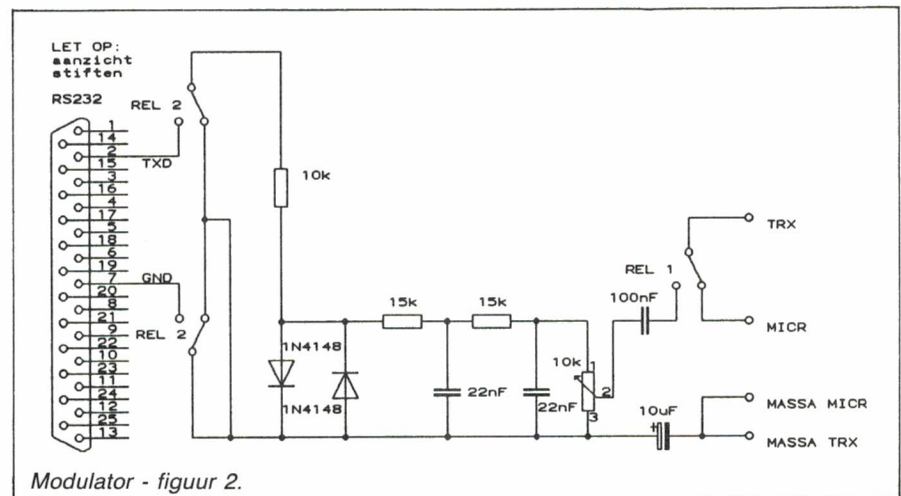 LET OP:
aanzicht
stiften
RS232
REL 2
1
14
2
TXD
15
3
16
4
17
5
18
6
19
7
GND
20
8
21
REL 2
9
22
10
23
11
24
12
25
13
10k
1N4148
1N4148
15k
15k
22nF
22nF
10k
1
2
3
100nF
REL 1
TRX
MICR
10uF
+
MASSA MICR
MASSA TRX
Modulator - figuur 2.